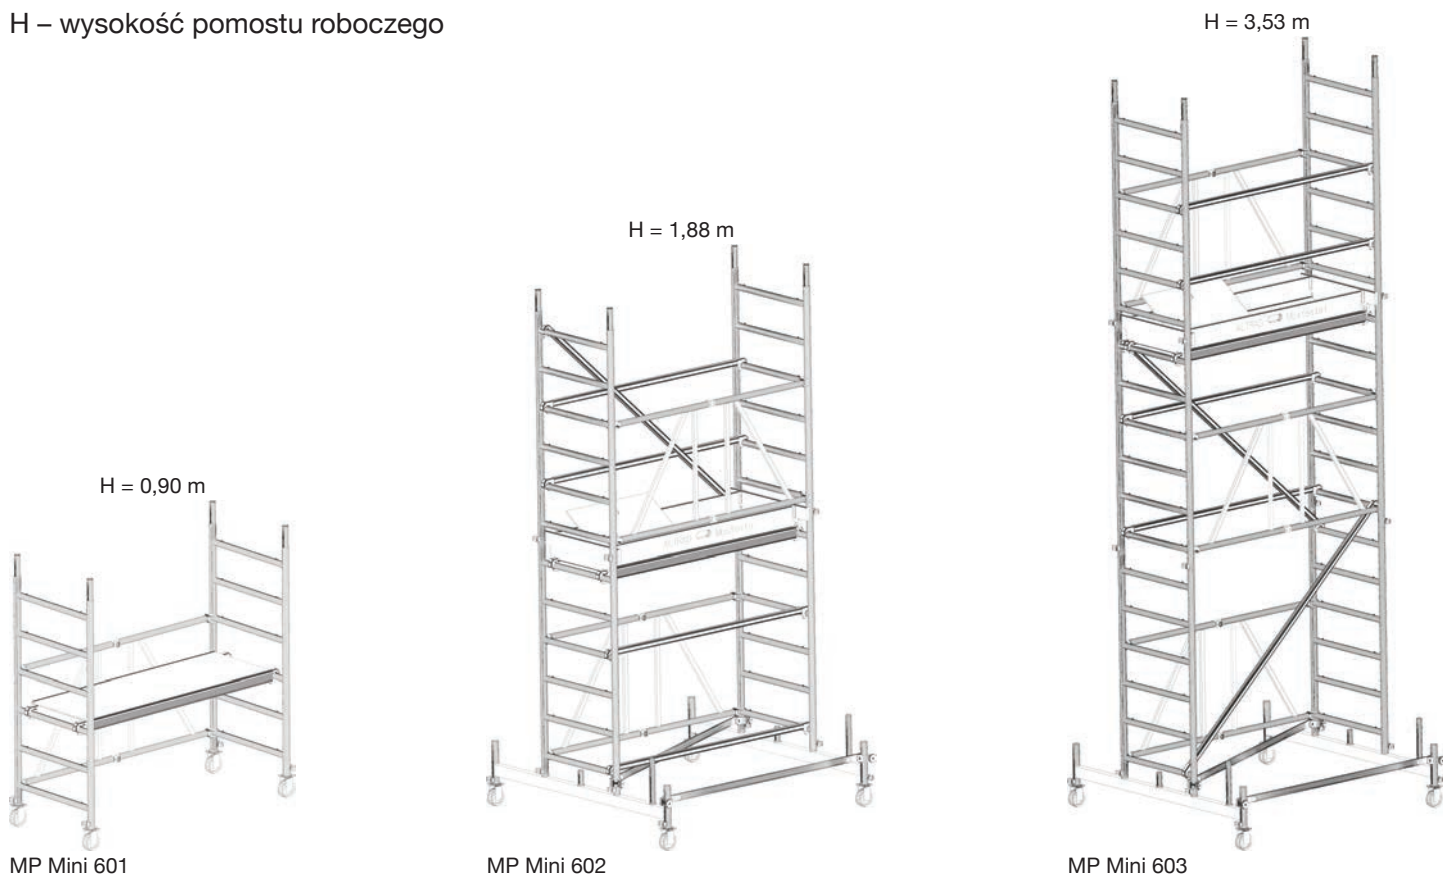 H – wysokość pomostu roboczego
H = 3,53 m
H = 1,88 m
H = 0,90 m
MP Mini 601
MP Mini 602
MP Mini 603